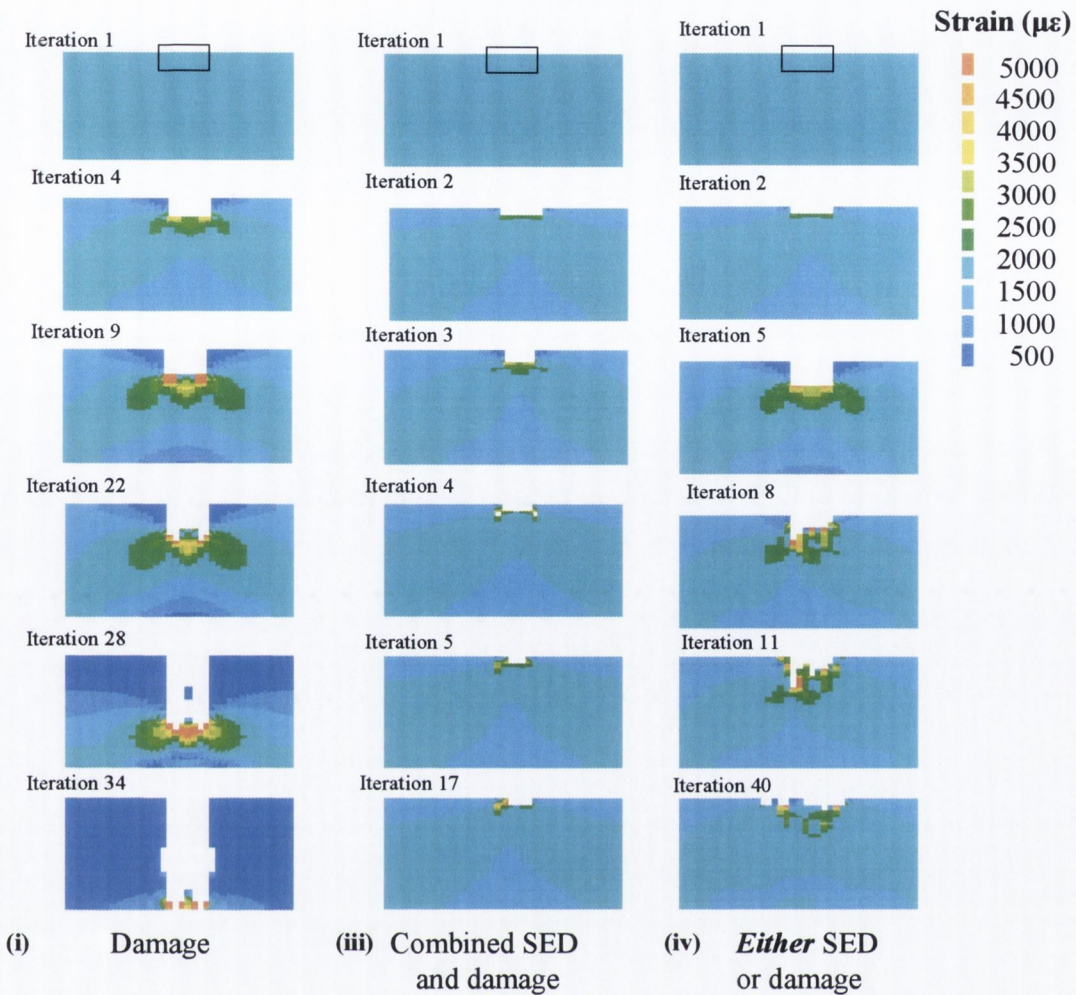 Iteration 1
Iteration 4
Iteration 9
Iteration 22
Iteration 28
Iteration 34
(i) Damage
Iteration 1
Iteration 2
Iteration 3
Iteration 4
Iteration 5
Iteration 17
(iii) Combined SED
and damage
Iteration 1
Iteration 2
Iteration 5
Iteration 8
Iteration 11
Iteration 40
(iv) Either SED
or damage
Strain (με)
5000
4500
4000
3500
3000
2500
2000
1500
1000
500